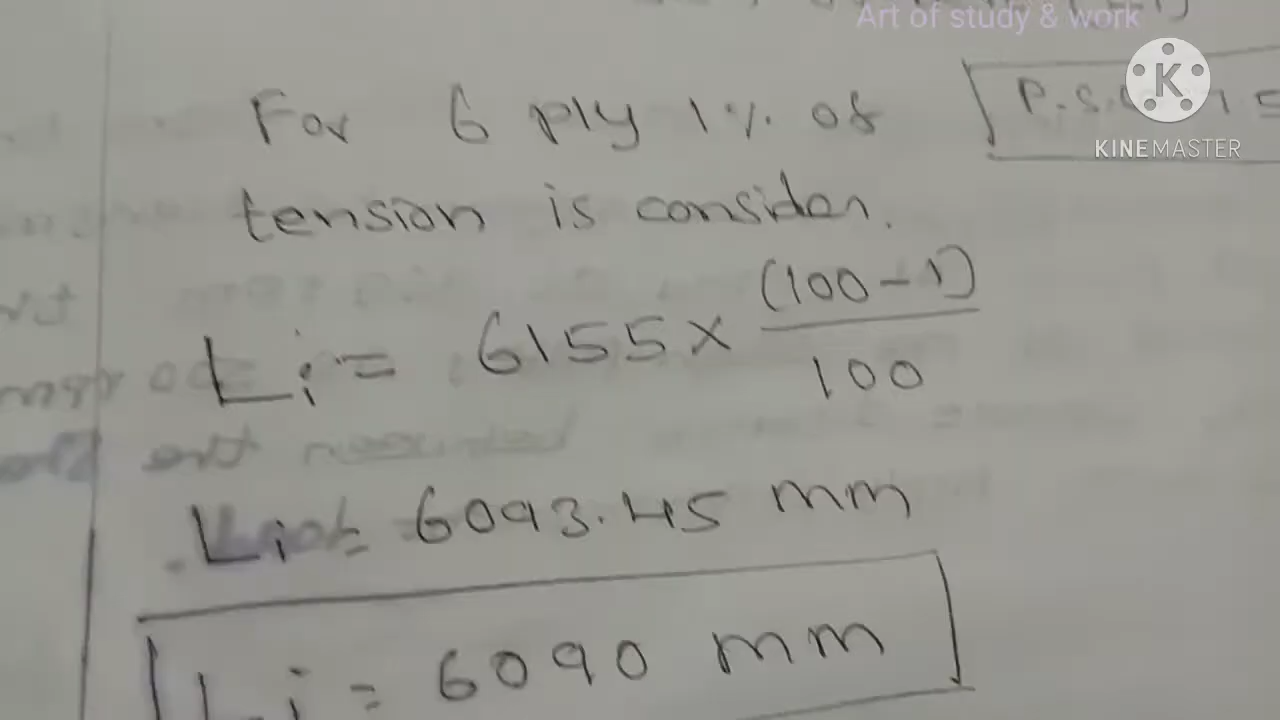 Art of study & work
KINEMASTER
For 6 ply 1% of
tension is consider.
Li = 6155 × (100 - 1)
100
Li = 6093.45 mm
Li = 6090 mm